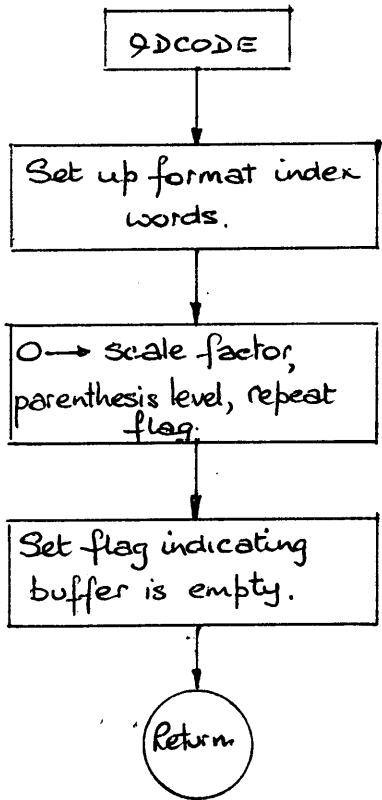 9DCODE
Set up format index
words.
0 → scale factor,
parenthesis level, repeat
flag.
Set flag indicating
buffer is empty.
Return